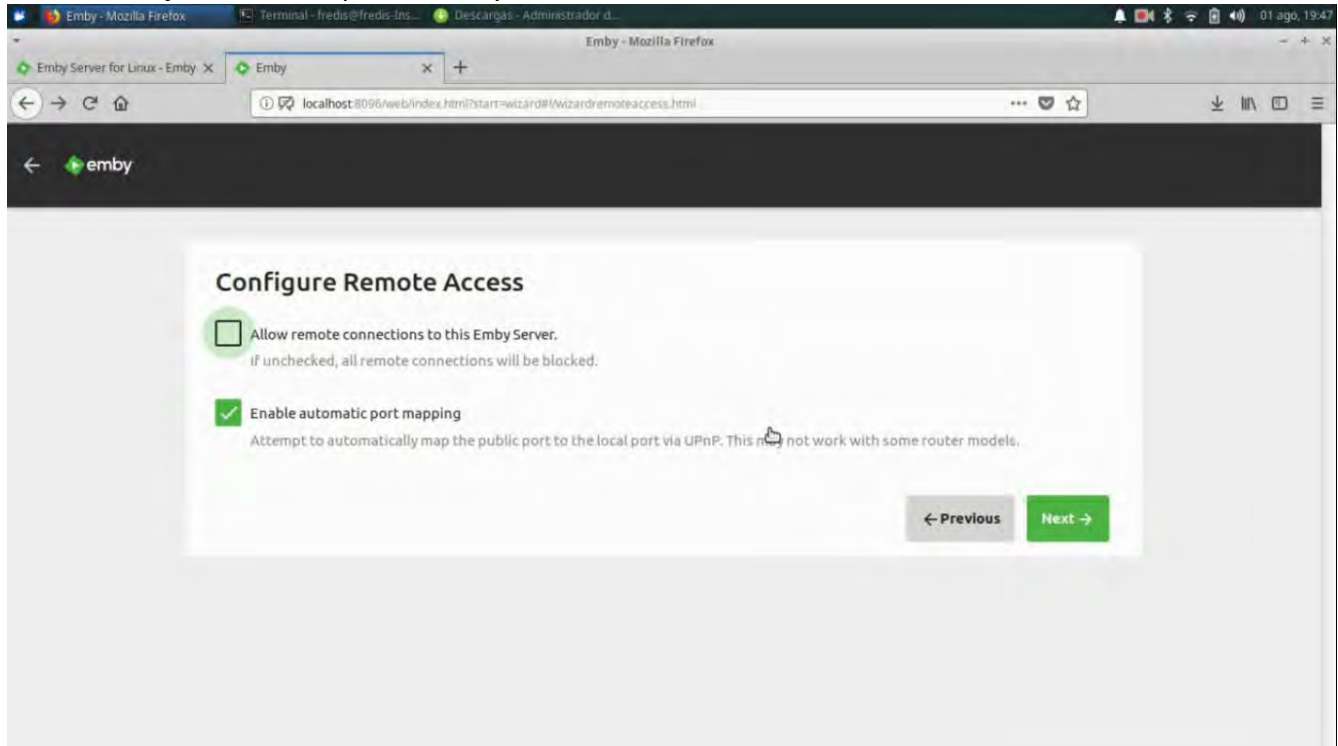 Emby - Mozilla Firefox
Terminal - fredis@fredis-Ins...
Descargas - Administrador d...
01 ago, 19:47
Emby - Mozilla Firefox
Emby Server for Linux - Emby
Emby
localhost:8096/web/index.html?start=wizard#!/wizardremoteaccess.html
emby
Configure Remote Access
Allow remote connections to this Emby Server.
If unchecked, all remote connections will be blocked.
Enable automatic port mapping
Attempt to automatically map the public port to the local port via UPnP. This may not work with some router models.
← Previous
Next →